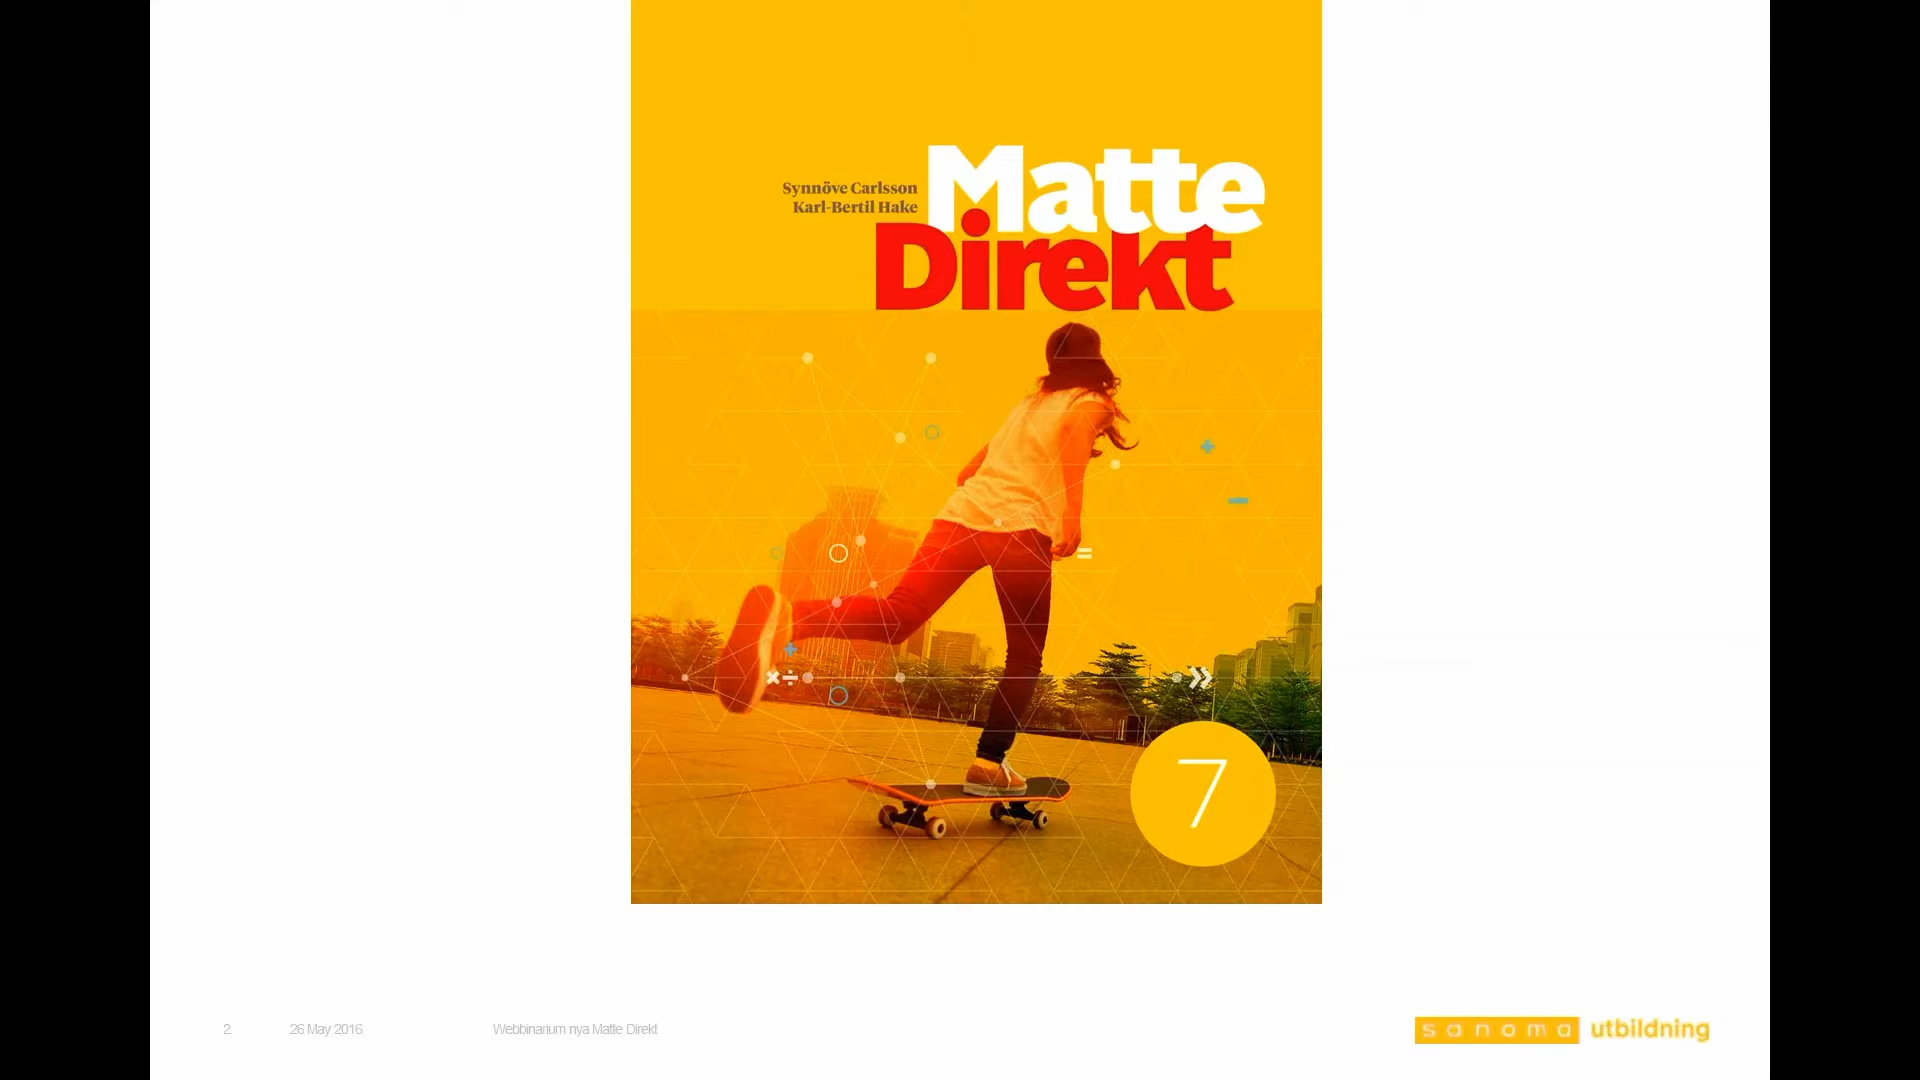 Matte
Synnöve Carlsson
Karl-Bertil Hake
Direkt
7
2
26 May 2016
Webbinarium nya Matte Direkt
sanoma utbildning